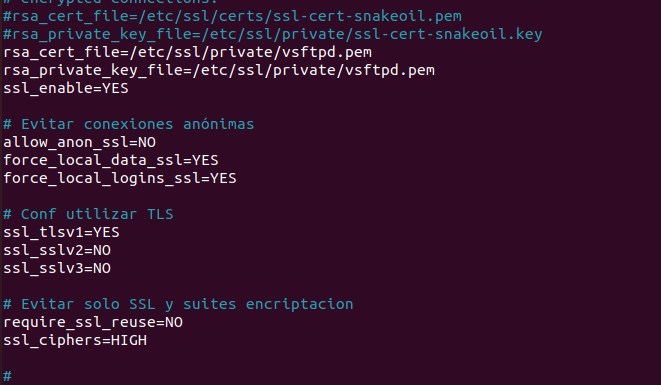 # encrypted connections.
#rsa_cert_file=/etc/ssl/certs/ssl-cert-snakeoil.pem
#rsa_private_key_file=/etc/ssl/private/ssl-cert-snakeoil.key
rsa_cert_file=/etc/ssl/private/vsftpd.pem
rsa_private_key_file=/etc/ssl/private/vsftpd.pem
ssl_enable=YES
# Evitar conexiones anónimas
allow_anon_ssl=NO
force_local_data_ssl=YES
force_local_logins_ssl=YES
# Conf utilizar TLS
ssl_tlsv1=YES
ssl_sslv2=NO
ssl_sslv3=NO
# Evitar solo SSL y suites encriptacion
require_ssl_reuse=NO
ssl_ciphers=HIGH
#